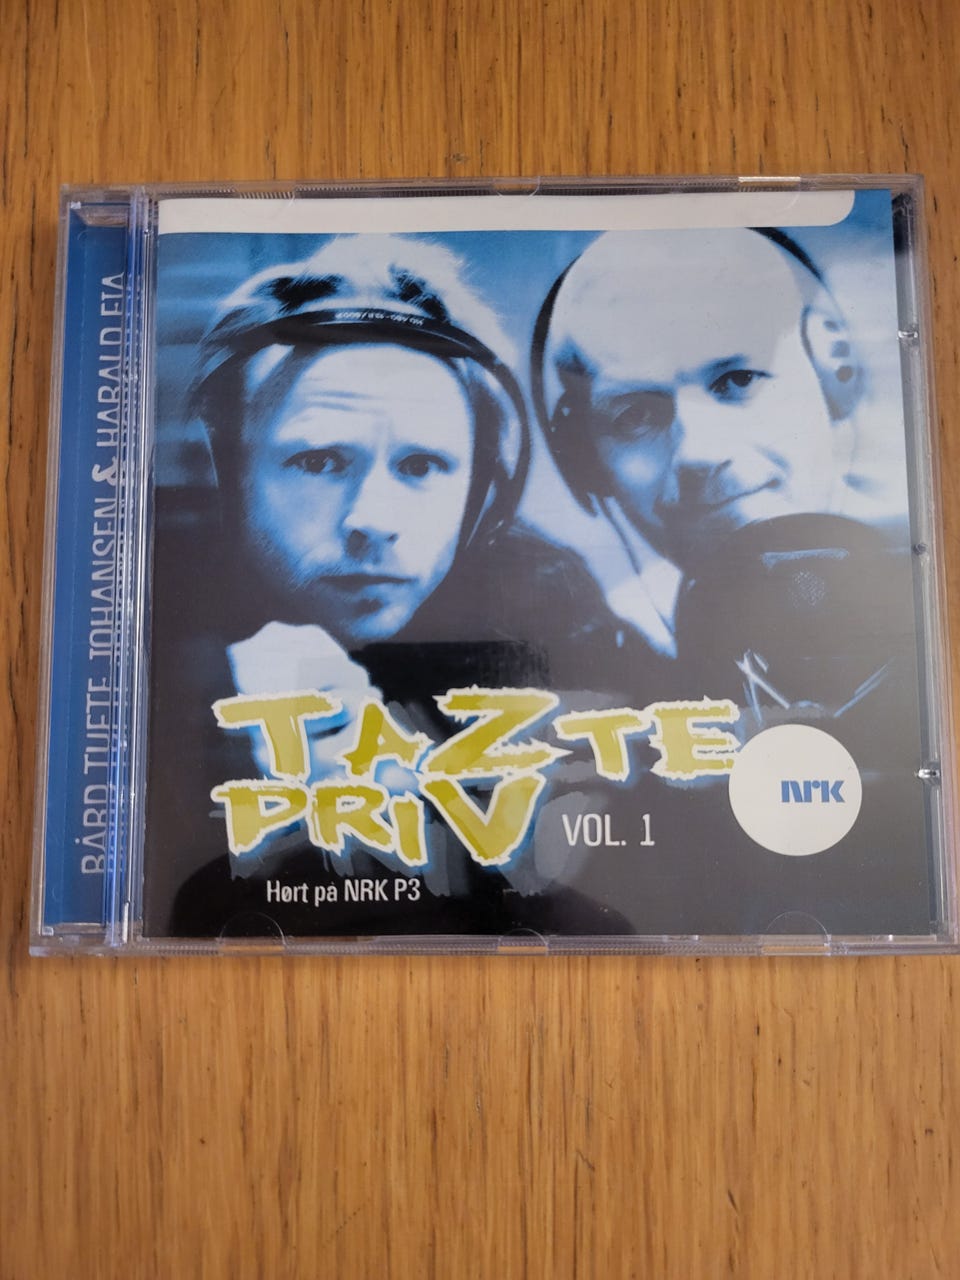 BÅRD TUFTE JOHANSEN & HARALD EIA
TAZTE
PRIV
VOL. 1
Hørt på NRK P3
NRK